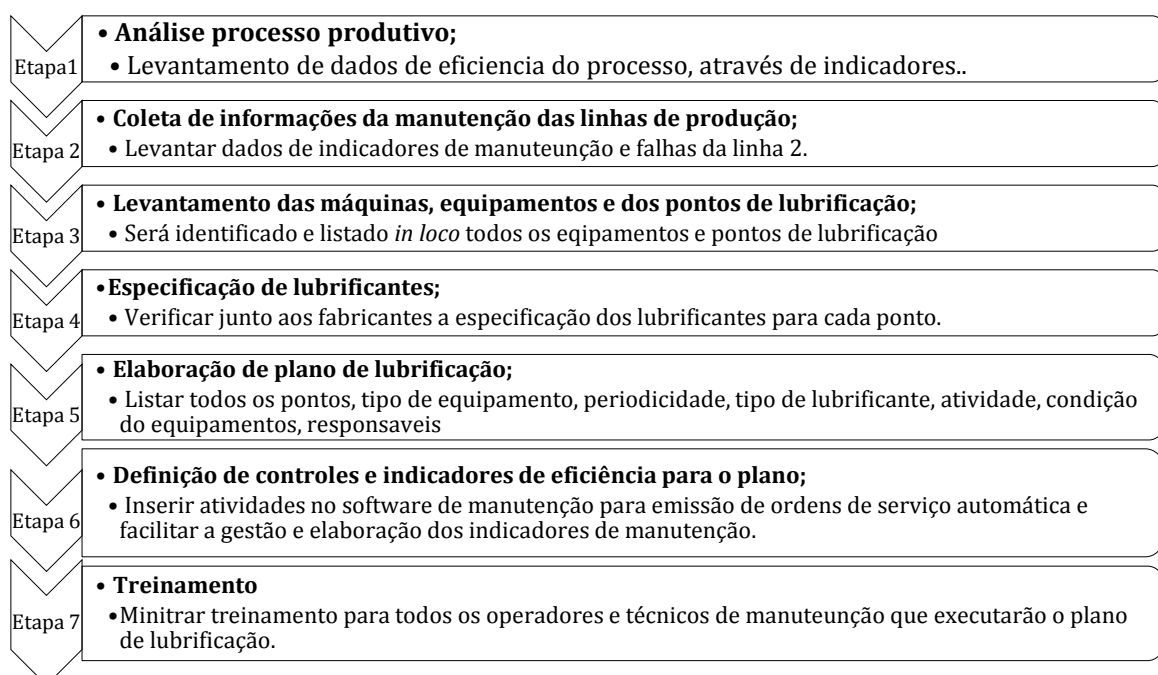 Etapa1
• Análise processo produtivo;
• Levantamento de dados de eficiencia do processo, através de indicadores..
Etapa 2
• Coleta de informações da manutenção das linhas de produção;
• Levantar dados de indicadores de manuteunção e falhas da linha 2.
Etapa 3
• Levantamento das máquinas, equipamentos e dos pontos de lubrificação;
• Será identificado e listado in loco todos os eqipamentos e pontos de lubrificação
Etapa 4
•Especificação de lubrificantes;
• Verificar junto aos fabricantes a especificação dos lubrificantes para cada ponto.
Etapa 5
• Elaboração de plano de lubrificação;
• Listar todos os pontos, tipo de equipamento, periodicidade, tipo de lubrificante, atividade, condição
do equipamentos, responsaveis
Etapa 6
• Definição de controles e indicadores de eficiência para o plano;
• Inserir atividades no software de manutenção para emissão de ordens de serviço automática e
facilitar a gestão e elaboração dos indicadores de manutenção.
Etapa 7
• Treinamento
•Minitrar treinamento para todos os operadores e técnicos de manuteunção que executarão o plano
de lubrificação.